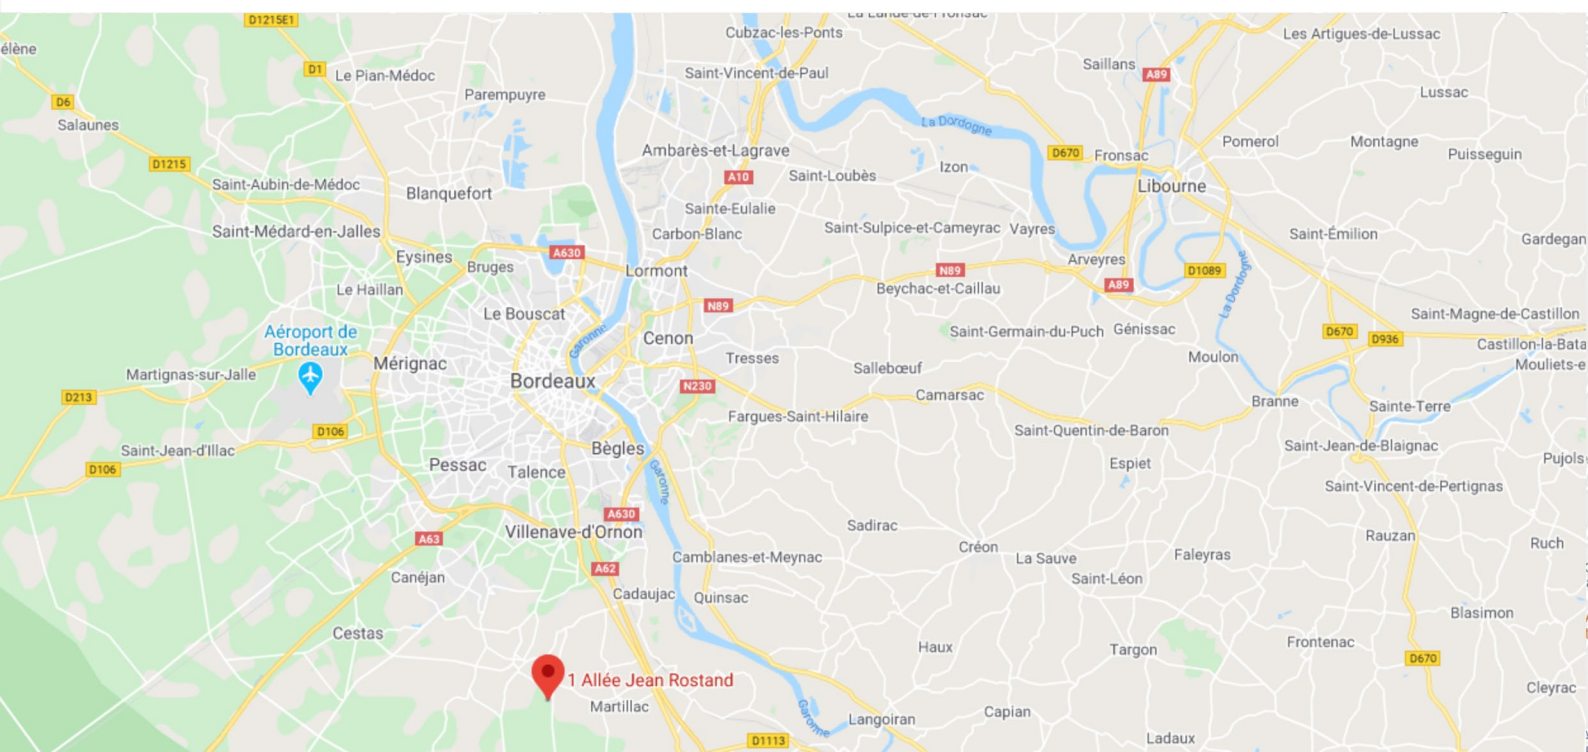 La Lande-de-Fronsac
D1215E1
Cubzac-les-Ponts
Les Artigues-de-Lussac
élène
D1
Le Pian-Médoc
Saint-Vincent-de-Paul
Saillans
A89
Parempuyre
Lussac
D6
Salaunes
La Dordogne
Ambarès-et-Lagrave
D670
Fronsac
Pomerol
Montagne
Puisseguin
D1215
A10
Saint-Loubès
Izon
Saint-Aubin-de-Médoc
Blanquefort
Libourne
Sainte-Eulalie
Saint-Médard-en-Jalles
Carbon-Blanc
Saint-Sulpice-et-Cameyrac
Vayres
Saint-Émilion
Gardegan
Eysines
Bruges
A630
Lormont
N89
Arveyres
D1089
Le Haillan
Beychac-et-Caillau
A89
La Dordogne
N89
Le Bouscat
Saint-Magne-de-Castillon
Aéroport de
Bordeaux
Garonne
Cenon
Saint-Germain-du-Puch
Génissac
D670
D936
Castillon-la-Bata
Mérignac
Tresses
Moulon
Mouliets-e
Martignas-sur-Jalle
Bordeaux
Sallebœuf
D213
N230
Camarsac
Branne
Sainte-Terre
Fargues-Saint-Hilaire
D106
Saint-Quentin-de-Baron
Saint-Jean-d'Illac
Bègles
Saint-Jean-de-Blaignac
D106
Pessac
Talence
Garonne
Espiet
Pujols
Saint-Vincent-de-Pertignas
A630
Villenave-d'Ornon
Sadirac
A63
Rauzan
Créon
La Sauve
Faleyras
Ruch
Camblanes-et-Meynac
A62
Canéjan
Saint-Léon
Cadaujac
Quinsac
Blasimon
Cestas
Haux
Targon
Frontenac
D670
1 Allée Jean Rostand
Martillac
Cleyrac
Garonne
Langoiran
Capian
D1113
Ladaux